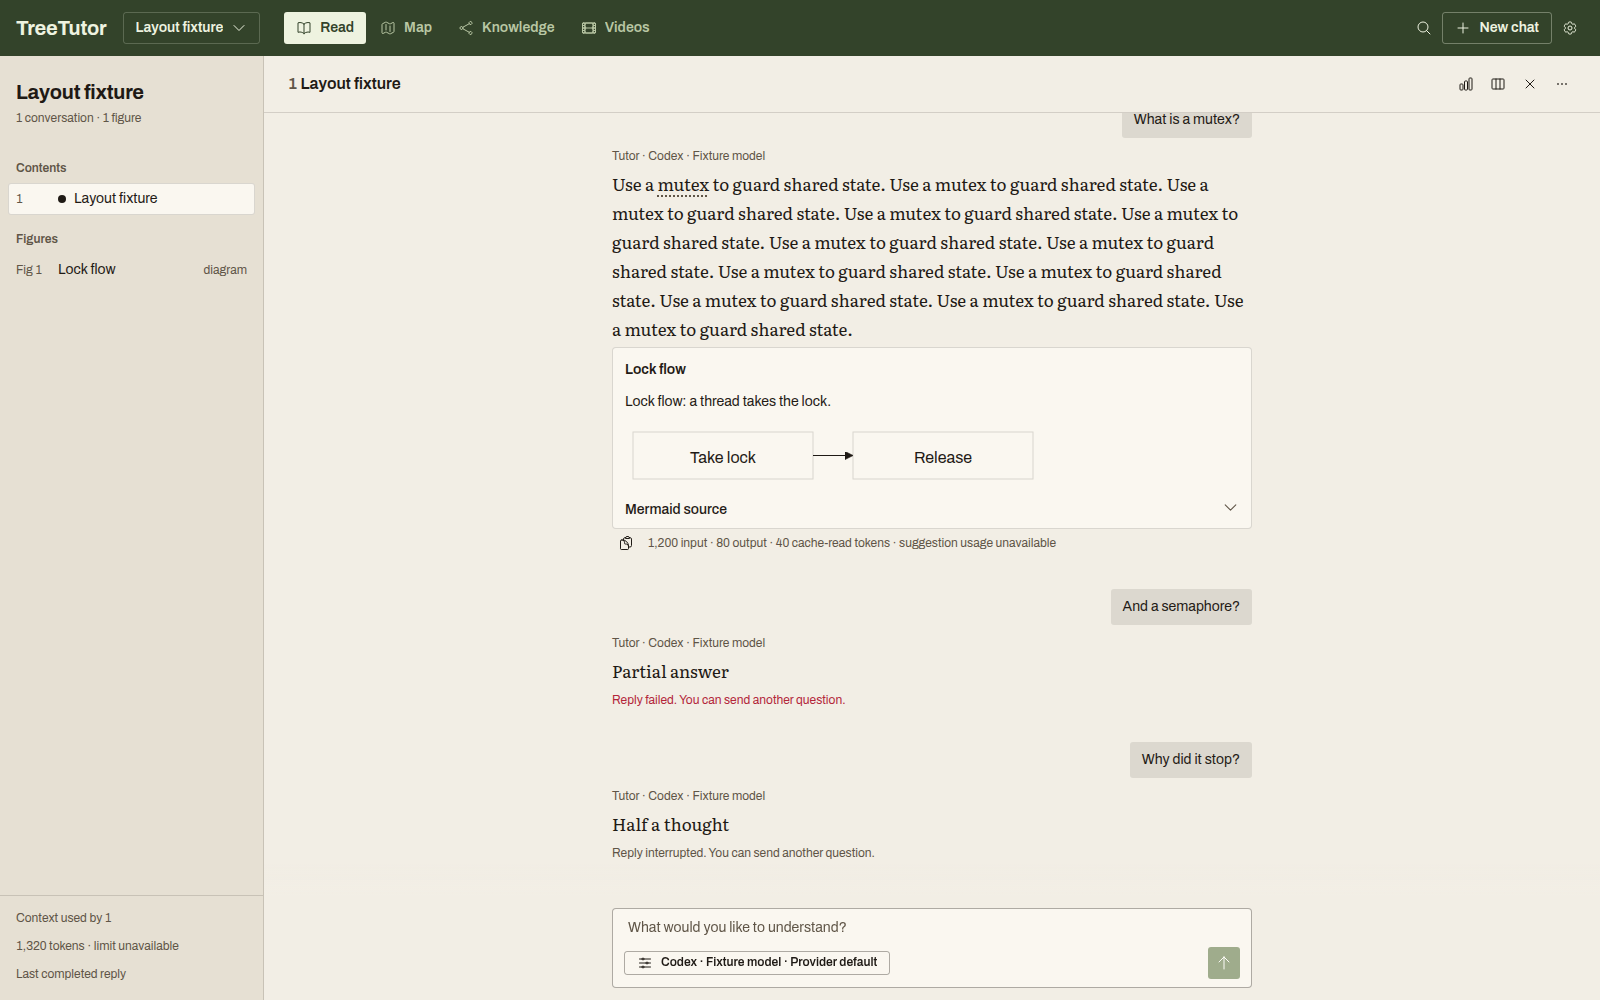 TreeTutor
Layout fixture
Read
Map
Knowledge
Videos
New chat
Layout fixture
1 conversation · 1 figure
Contents
1 Layout fixture
Figures
Fig 1 Lock flow diagram
Context used by 1
1,320 tokens · limit unavailable
Last completed reply
1 Layout fixture
What is a mutex?
Tutor · Codex · Fixture model
Use a mutex to guard shared state. Use a mutex to guard shared state. Use a
mutex to guard shared state. Use a mutex to guard shared state. Use a mutex to
guard shared state. Use a mutex to guard shared state. Use a mutex to guard
shared state. Use a mutex to guard shared state. Use a mutex to guard shared
state. Use a mutex to guard shared state. Use a mutex to guard shared state. Use
a mutex to guard shared state.
Lock flow
Lock flow: a thread takes the lock.
Take lock
Release
Mermaid source
1,200 input · 80 output · 40 cache-read tokens · suggestion usage unavailable
And a semaphore?
Tutor · Codex · Fixture model
Partial answer
Reply failed. You can send another question.
Why did it stop?
Tutor · Codex · Fixture model
Half a thought
Reply interrupted. You can send another question.
What would you like to understand?
Codex · Fixture model · Provider default